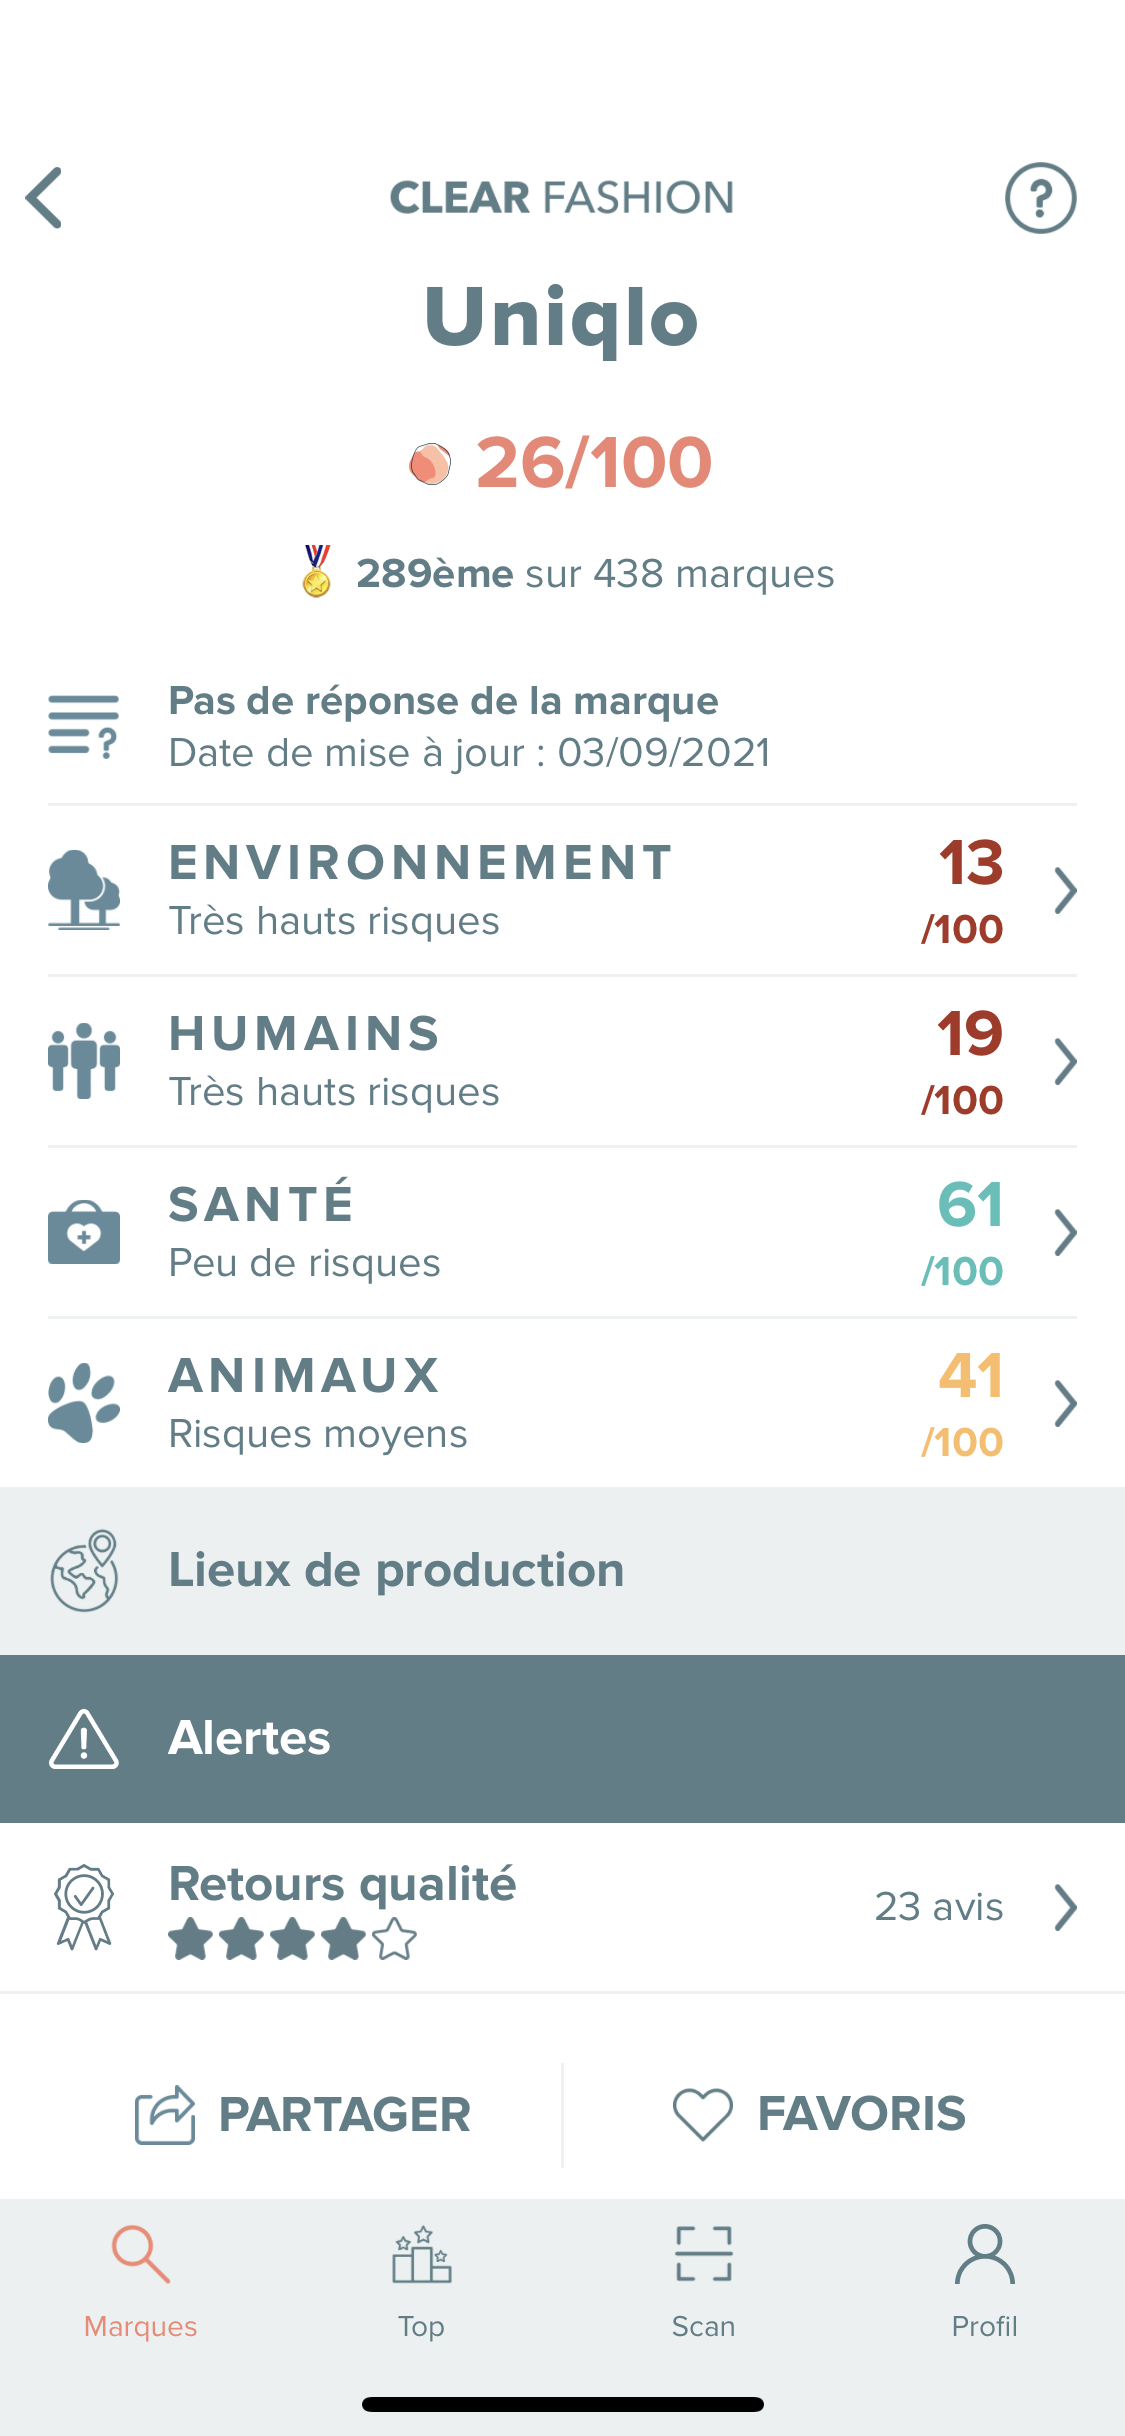 CLEAR FASHION
?
Uniqlo
26/100
289ème sur 438 marques
Pas de réponse de la marque
Date de mise à jour : 03/09/2021
ENVIRONNEMENT
Très hauts risques
13
/100
HUMAINS
Très hauts risques
19
/100
SANTÉ
Peu de risques
61
/100
ANIMAUX
Risques moyens
41
/100
Lieux de production
Alertes
Retours qualité
23 avis
PARTAGER
FAVORIS
Marques
Top
Scan
Profil